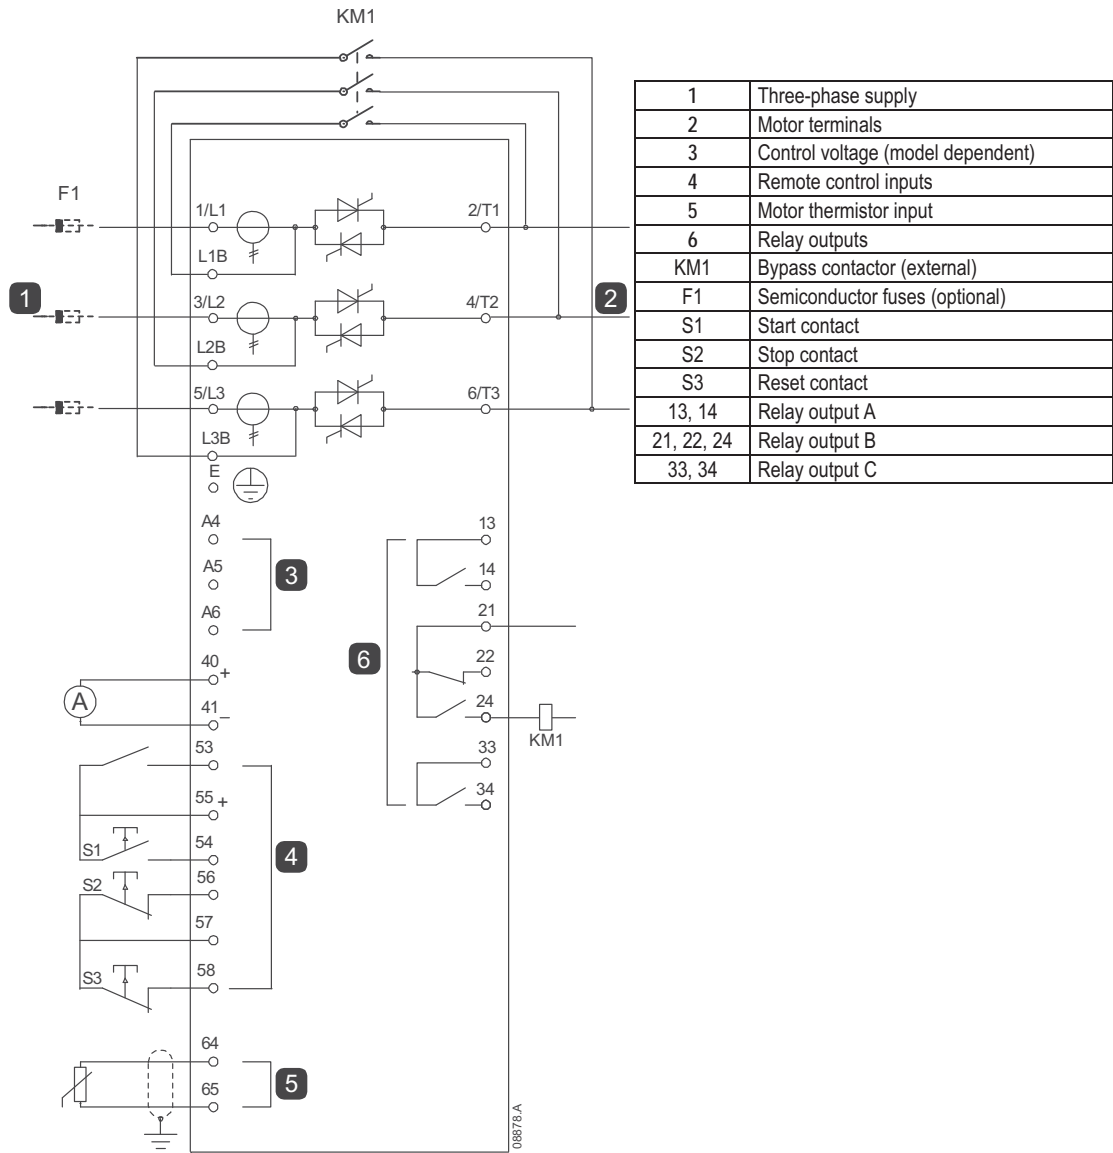 KM1
F1
1/L1
2/T1
L1B
1
3/L2
4/T2
2
L2B
5/L3
6/T3
L3B
E
A4
A5
A6
3
40
+
A
41
–
53
55
+
S1
54
S2
56
57
S3
58
4
64
65
5
13
14
21
22
24
KM1
33
34
6
08878.A
1 Three-phase supply
2 Motor terminals
3 Control voltage (model dependent)
4 Remote control inputs
5 Motor thermistor input
6 Relay outputs
KM1 Bypass contactor (external)
F1 Semiconductor fuses (optional)
S1 Start contact
S2 Stop contact
S3 Reset contact
13, 14 Relay output A
21, 22, 24 Relay output B
33, 34 Relay output C